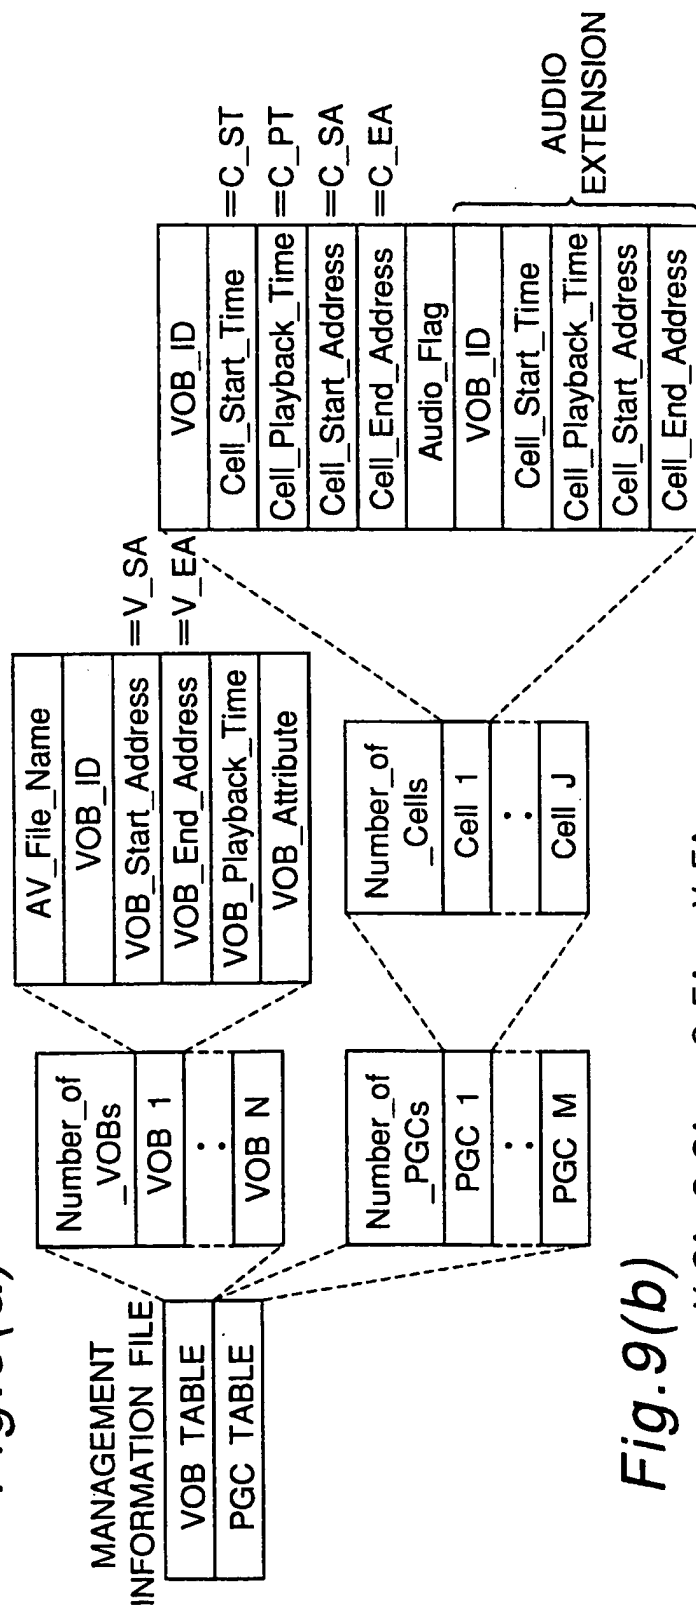 MANAGEMENT
INFORMATION FILE
VOB TABLE
PGC TABLE
Number_of
_VOBs
VOB 1
VOB N
AV_File_Name
VOB_ID
VOB_Start_Address
=V_SA
VOB_End_Address
=V_EA
VOB_Playback_Time
VOB_Attribute
Number_of
_PGCs
PGC 1
PGC M
Number_of
_Cells
Cell 1
Cell J
VOB_ID
Cell_Start_Time
=C_ST
Cell_Playback_Time
=C_PT
Cell_Start_Address
=C_SA
Cell_End_Address
=C_EA
Audio_Flag
VOB_ID
Cell_Start_Time
Cell_Playback_Time
Cell_Start_Address
Cell_End_Address
AUDIO
EXTENSION
Fig.9(b)